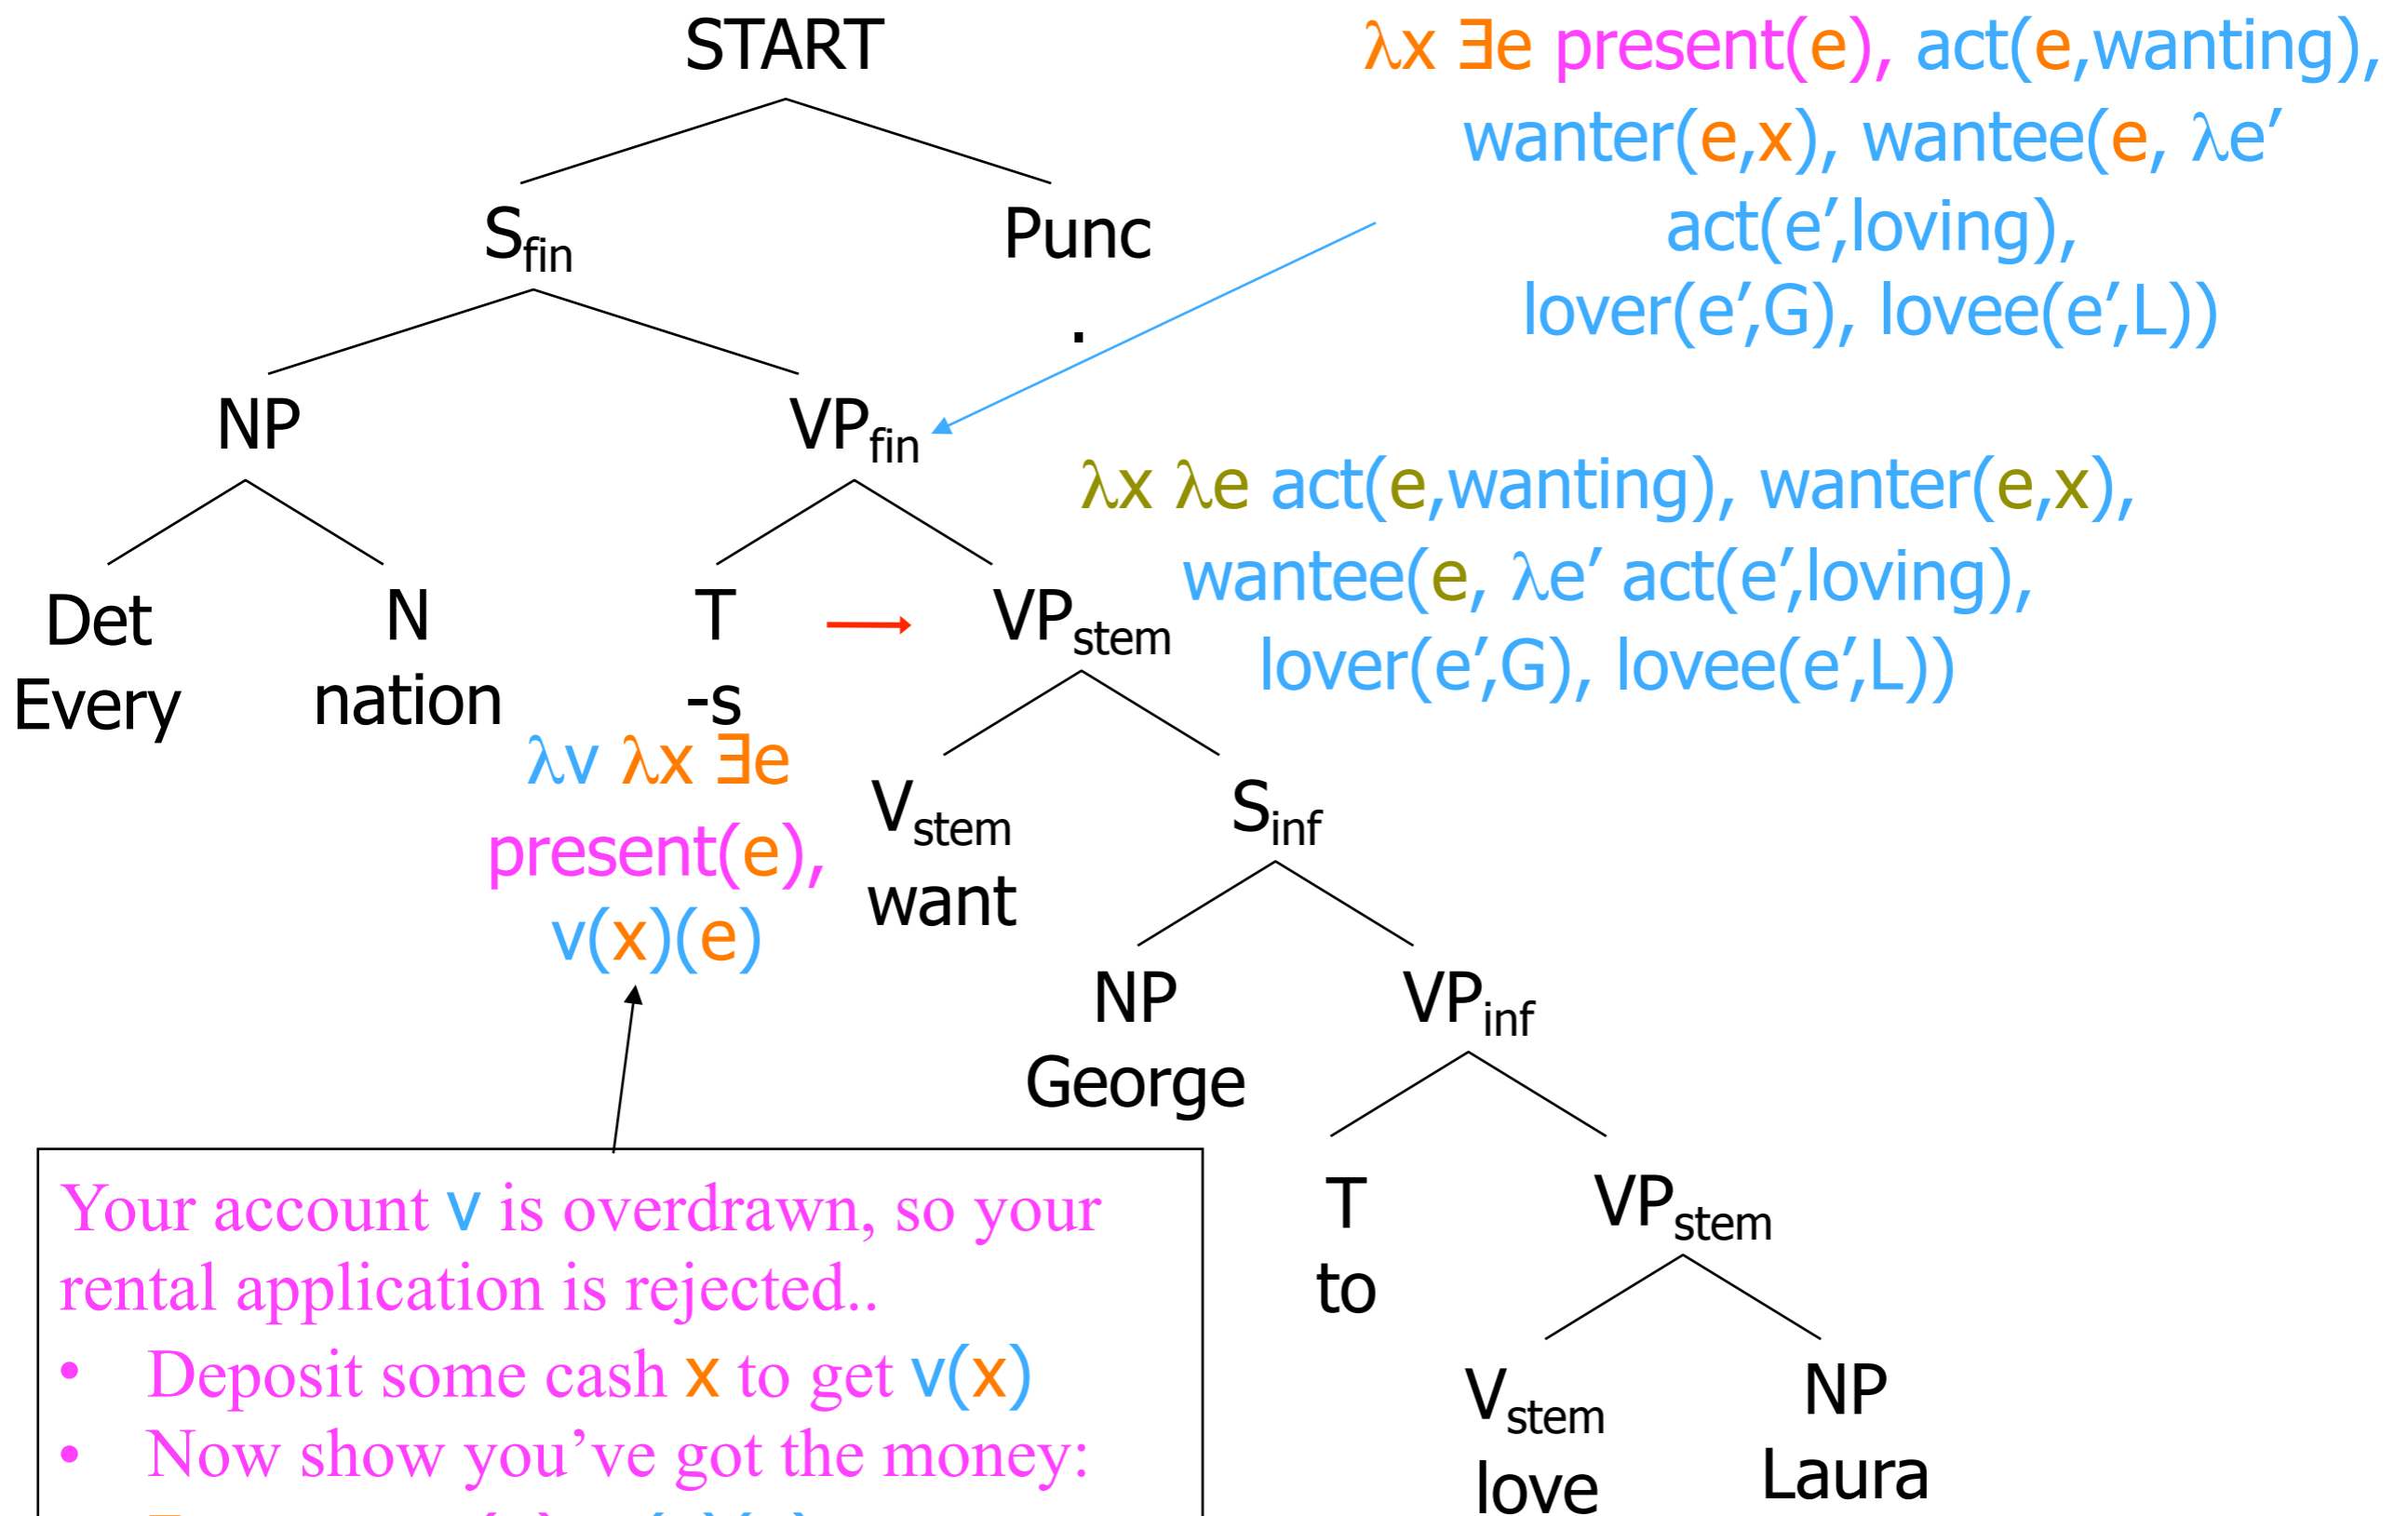 START
λx ∃e present(e), act(e,wanting),
wanter(e,x), wantee(e, λe’
act(e’,loving),
lover(e’,G), lovee(e’,L))
Sfin
Punc
.
NP
VPfin
λx λe act(e,wanting), wanter(e,x),
wantee(e, λe’ act(e’,loving),
lover(e’,G), lovee(e’,L))
Det
Every
N
nation
T
-s
VPstem
λv λx ∃e
present(e),
v(x)(e)
Vstem
want
Sinf
NP
George
VPinf
T
to
VPstem
Vstem
love
NP
Laura
Your account v is overdrawn, so your
rental application is rejected..
• Deposit some cash x to get v(x)
• Now show you’ve got the money: